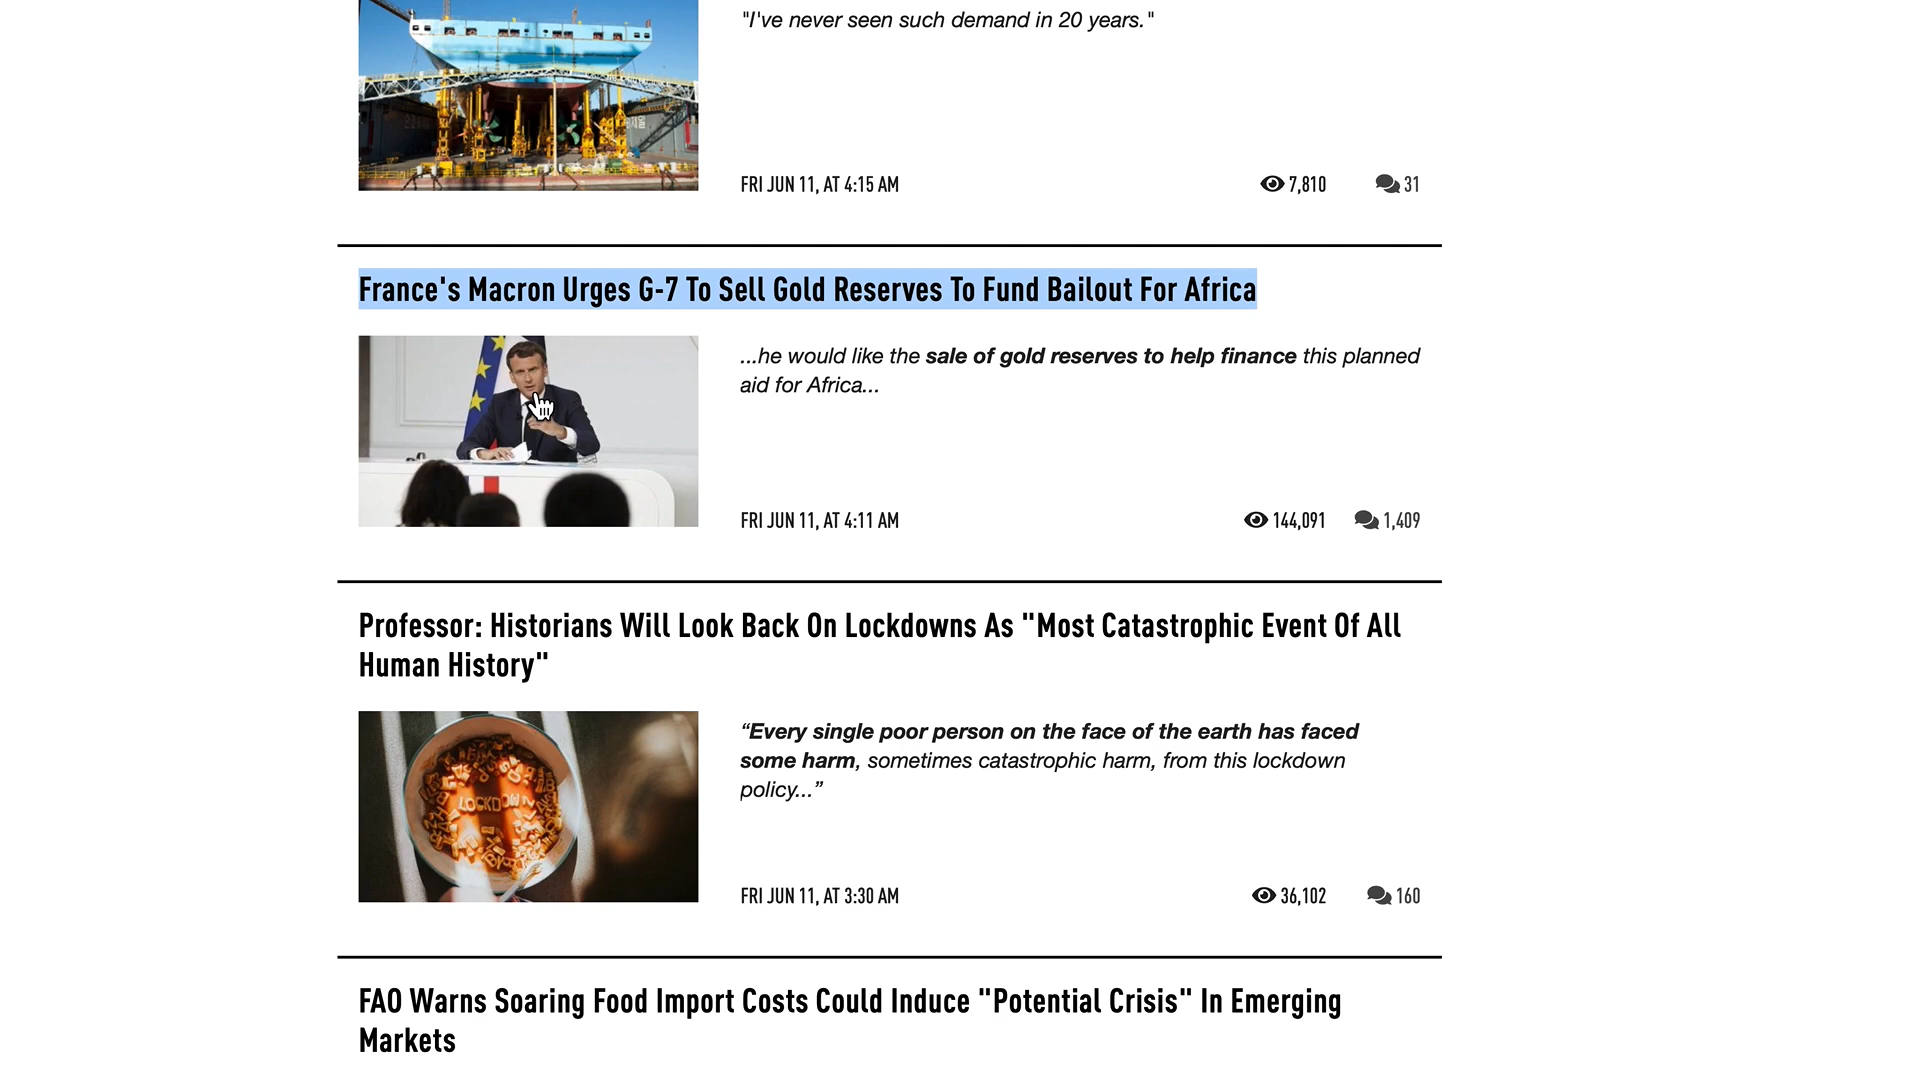 "I've never seen such demand in 20 years."
FRI JUN 11, AT 4:15 AM 7,810 31
France's Macron Urges G-7 To Sell Gold Reserves To Fund Bailout For Africa
...he would like the sale of gold reserves to help finance this planned
aid for Africa...
FRI JUN 11, AT 4:11 AM 144,091 1,409
Professor: Historians Will Look Back On Lockdowns As "Most Catastrophic Event Of All
Human History"
“Every single poor person on the face of the earth has faced
some harm, sometimes catastrophic harm, from this lockdown
policy...”
LOCKDOWN
FRI JUN 11, AT 3:30 AM 36,102 160
FAO Warns Soaring Food Import Costs Could Induce "Potential Crisis" In Emerging
Markets